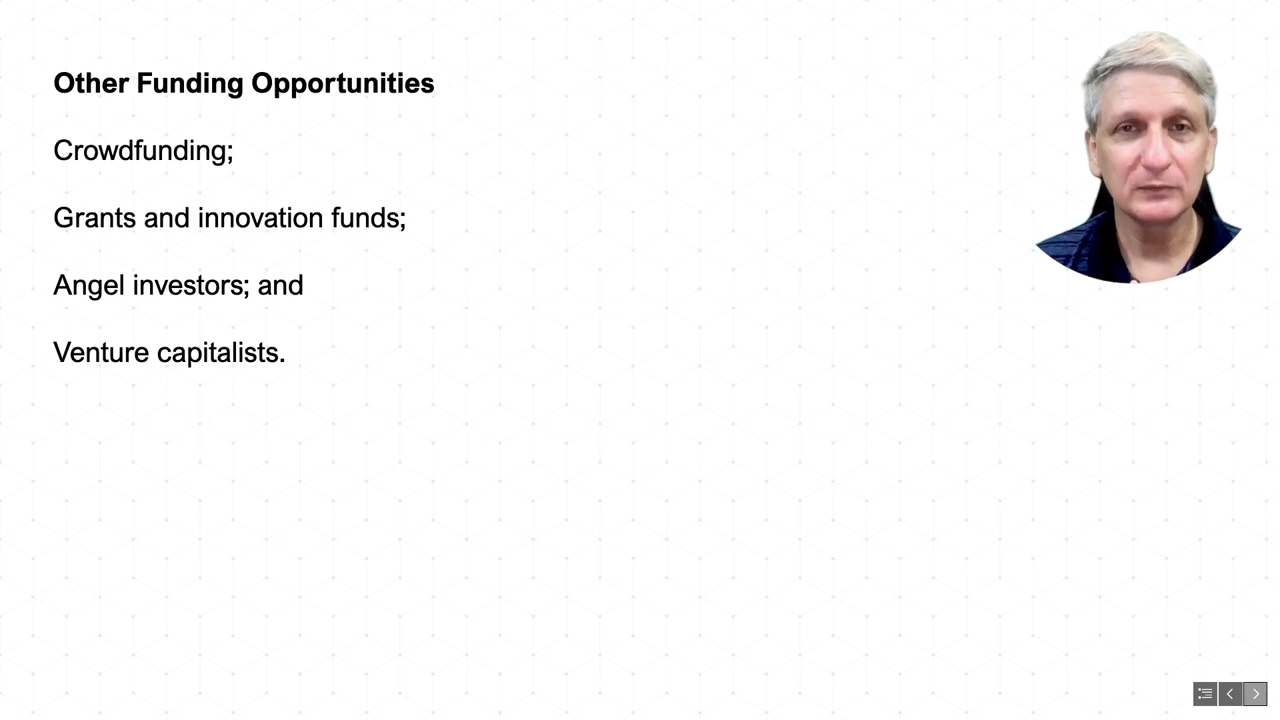 Other Funding Opportunities
Crowdfunding;
Grants and innovation funds;
Angel investors; and
Venture capitalists.